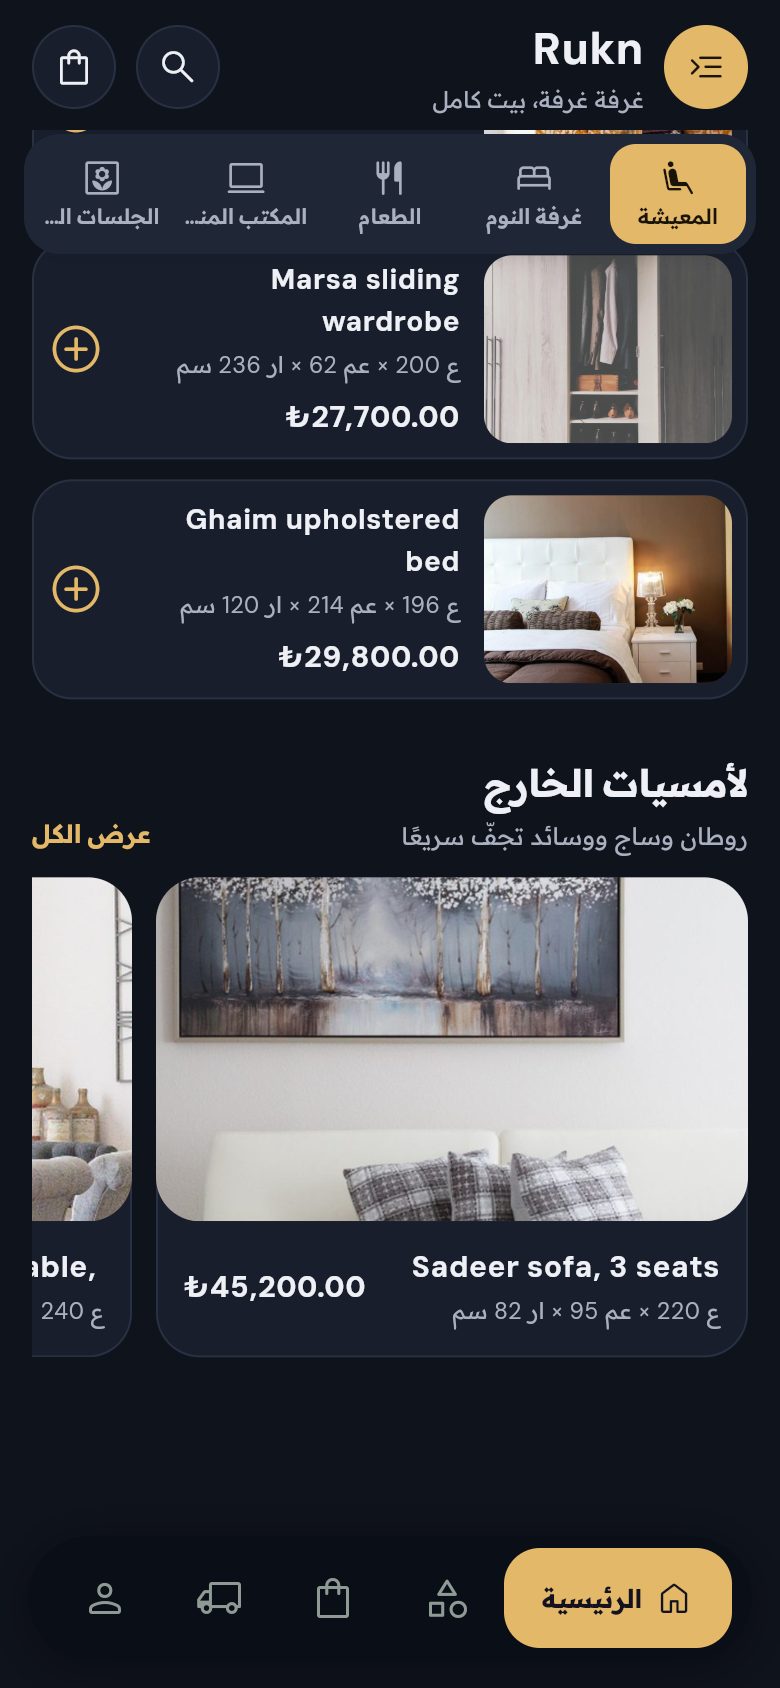 Rukn
غرفة غرفة، بيت كامل
المعيشة
غرفة النوم
الطعام
المكتب المنـ...
الجلسات الـ...
Marsa sliding
wardrobe
ع 200 × عم 62 × ار 236 سم
₺27,700.00
Ghaim upholstered
bed
ع 196 × عم 214 × ار 120 سم
₺29,800.00
لأمسيات الخارج
روطان وساج ووسائد تجفّ سريعًا
عرض الكل
Sadeer sofa, 3 seats
ع 220 × عم 95 × ار 82 سم
₺45,200.00
able,
ع 240
الرئيسية